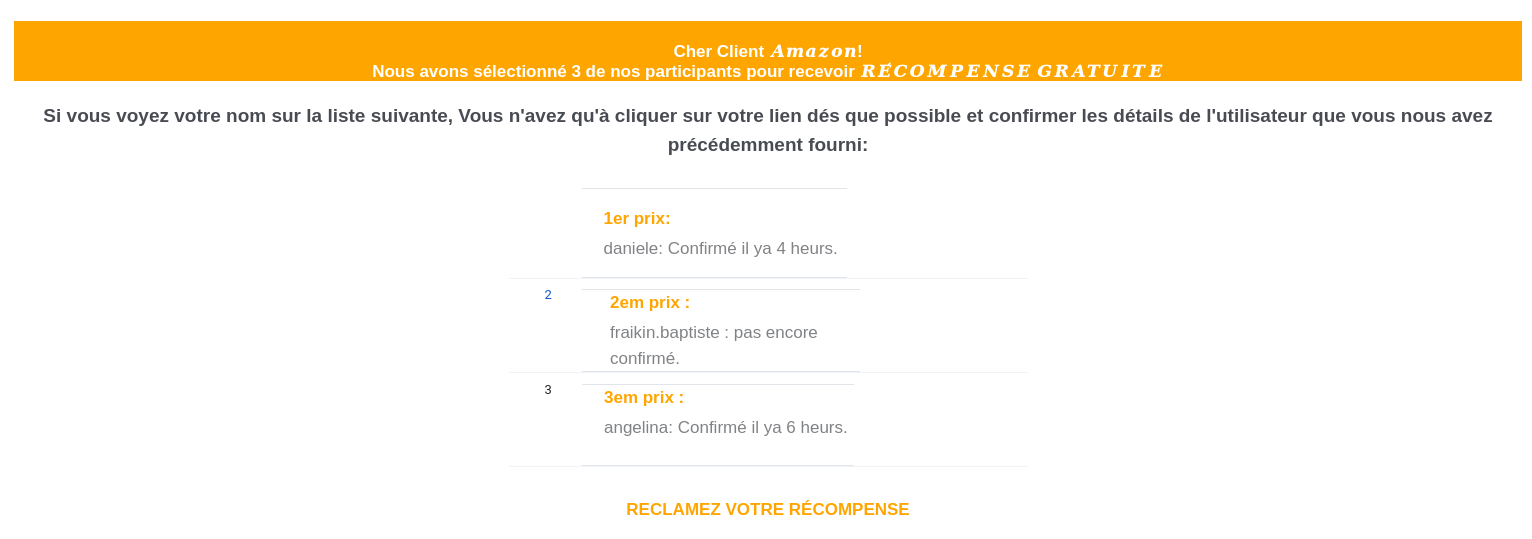 Cher Client Amazon!
Nous avons sélectionné 3 de nos participants pour recevoir RÉCOMPENSE GRATUITE
Si vous voyez votre nom sur la liste suivante, Vous n'avez qu'à cliquer sur votre lien dés que possible et confirmer les détails de l'utilisateur que vous nous avez
précédemment fourni:
1er prix:
daniele: Confirmé il ya 4 heurs.
2
2em prix :
fraikin.baptiste : pas encore
confirmé.
3
3em prix :
angelina: Confirmé il ya 6 heurs.
RECLAMEZ VOTRE RÉCOMPENSE